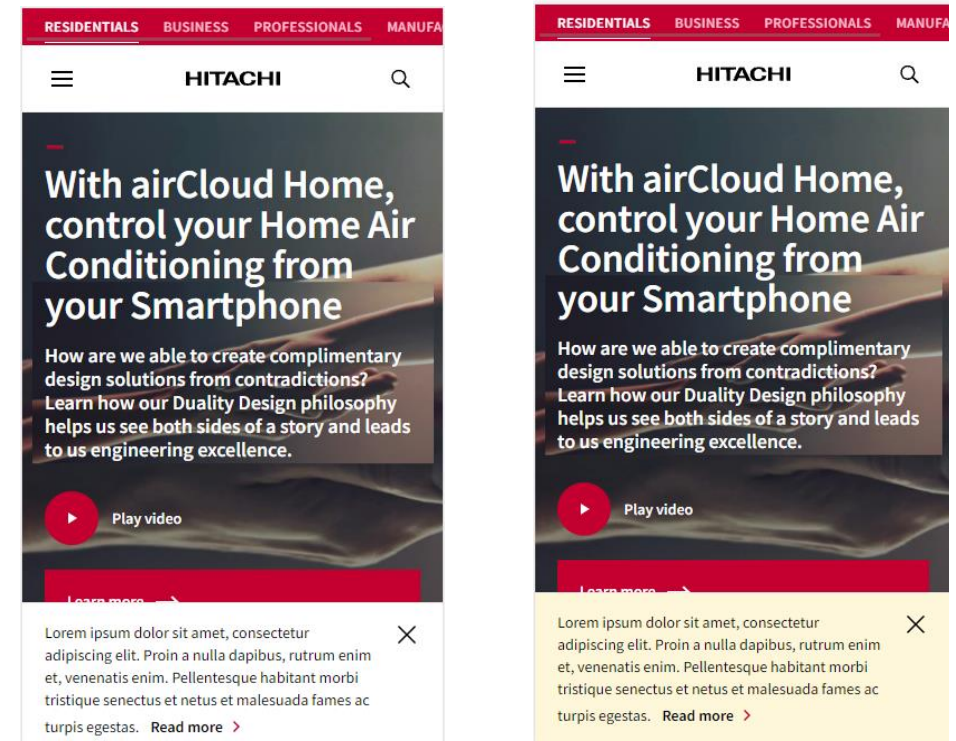 RESIDENTIALS BUSINESS PROFESSIONALS MANUFA
HITACHI
With airCloud Home,
control your Home Air
Conditioning from
your Smartphone
How are we able to create complimentary
design solutions from contradictions?
Learn how our Duality Design philosophy
helps us see both sides of a story and leads
to us engineering excellence.
Play video
Learn more
Lorem ipsum dolor sit amet, consectetur
adipiscing elit. Proin a nulla dapibus, rutrum enim
et, venenatis enim. Pellentesque habitant morbi
tristique senectus et netus et malesuada fames ac
turpis egestas. Read more
RESIDENTIALS BUSINESS PROFESSIONALS MANUFA
HITACHI
With airCloud Home,
control your Home Air
Conditioning from
your Smartphone
How are we able to create complimentary
design solutions from contradictions?
Learn how our Duality Design philosophy
helps us see both sides of a story and leads
to us engineering excellence.
Play video
Learn more
Lorem ipsum dolor sit amet, consectetur
adipiscing elit. Proin a nulla dapibus, rutrum enim
et, venenatis enim. Pellentesque habitant morbi
tristique senectus et netus et malesuada fames ac
turpis egestas. Read more